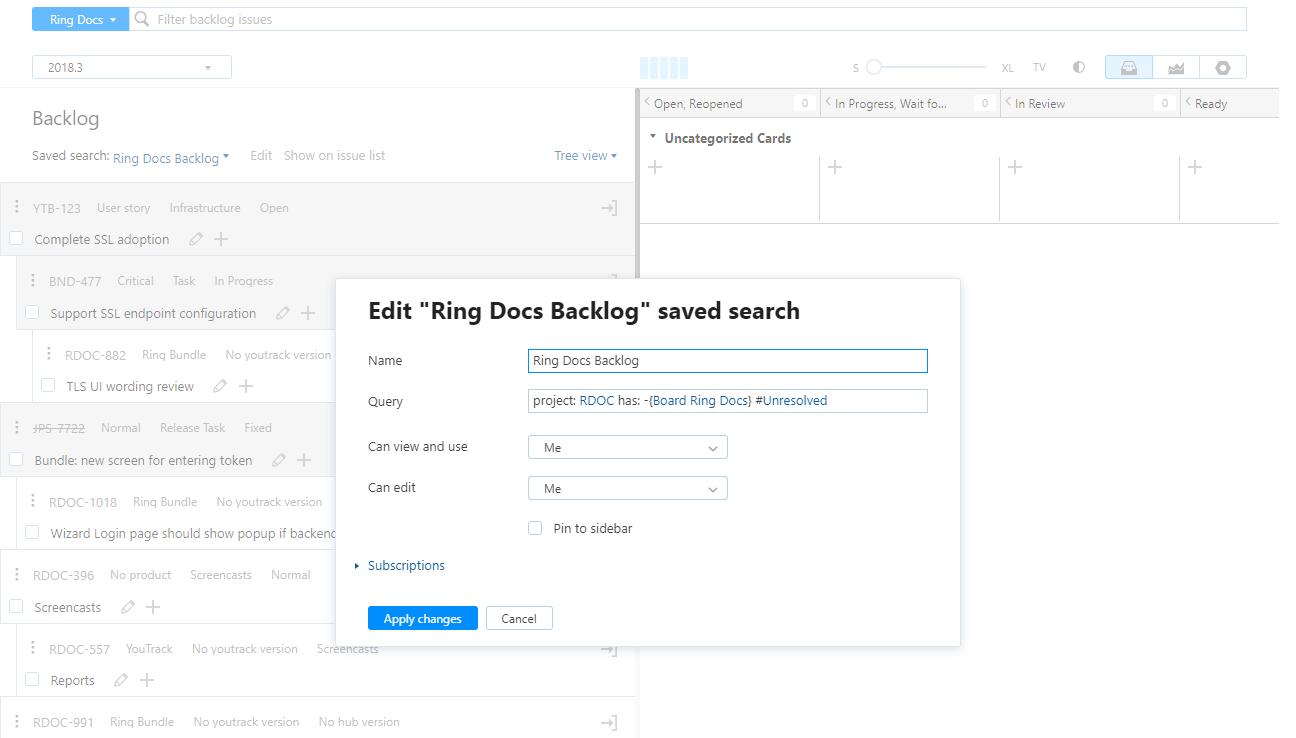 Ring Docs
Filter backlog issues
2018.3
S XL TV
Backlog
Saved search: Ring Docs Backlog Edit Show on issue list Tree view
Open, Reopened 0 In Progress, Wait fo... 0 In Review 0 Ready
Uncategorized Cards
YTB-123 User story Infrastructure Open
Complete SSL adoption
BND-477 Critical Task In Progress
Support SSL endpoint configuration
RDOC-882 Ring Bundle No youtrack version
TLS UI wording review
JPS-7722 Normal Release Task Fixed
Bundle: new screen for entering token
RDOC-1018 Ring Bundle No youtrack version
Wizard Login page should show popup if backend
RDOC-396 No product Screencasts Normal
Screencasts
RDOC-557 YouTrack No youtrack version Screencasts
Reports
RDOC-991 Ring Bundle No youtrack version No hub version
Edit "Ring Docs Backlog" saved search
Name Ring Docs Backlog
Query project: RDOC has: -{Board Ring Docs} #Unresolved
Can view and use Me
Can edit Me
Pin to sidebar
Subscriptions
Apply changes Cancel